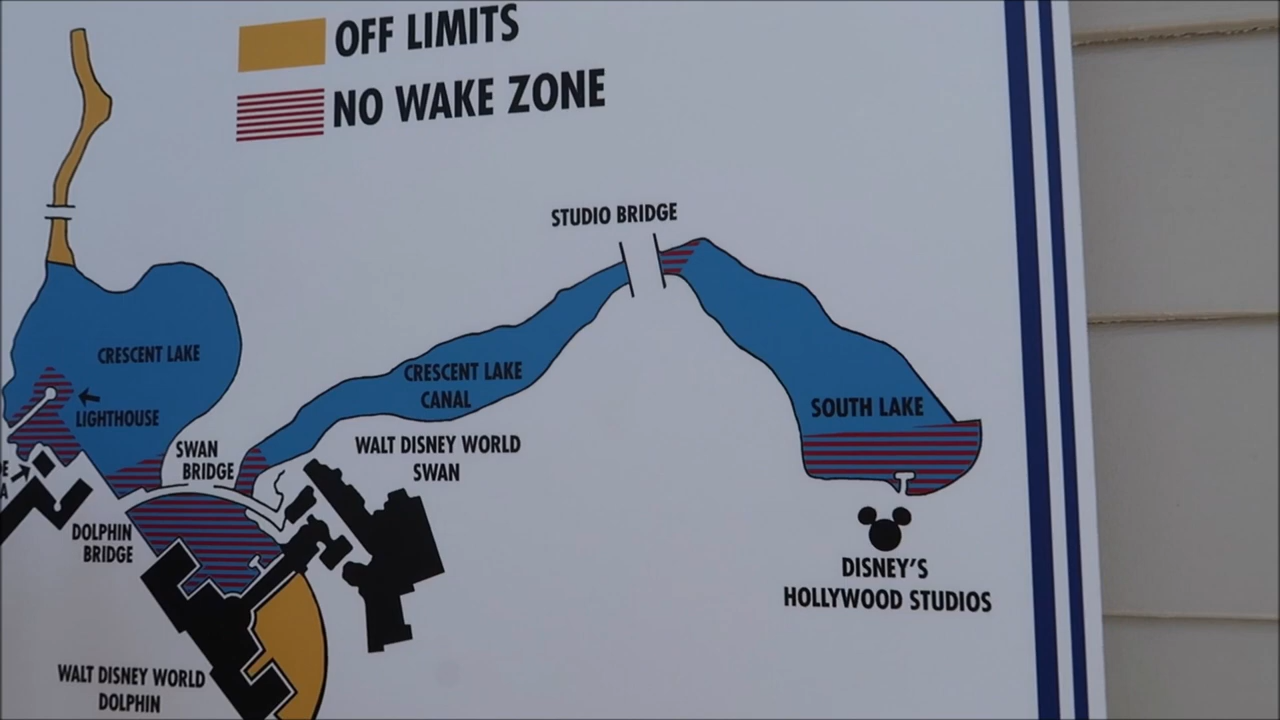 OFF LIMITS
NO WAKE ZONE
STUDIO BRIDGE
CRESCENT LAKE
LIGHTHOUSE
CRESCENT LAKE
CANAL
SOUTH LAKE
SWAN
BRIDGE
WALT DISNEY WORLD
SWAN
DOLPHIN
BRIDGE
DISNEY'S
HOLLYWOOD STUDIOS
WALT DISNEY WORLD
DOLPHIN